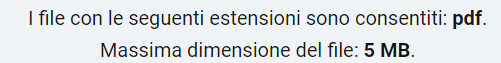 I file con le seguenti estensioni sono consentiti: pdf.
Massima dimensione del file: 5 MB.